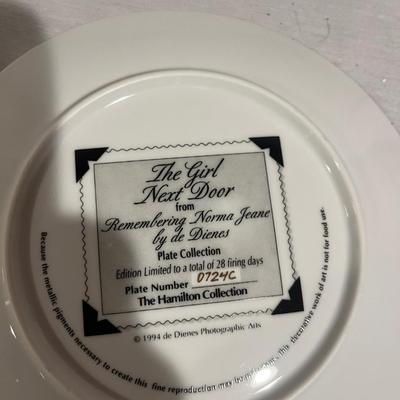 The Girl
Next Door
from
Remembering Norma Jeane
by de Dienes
Plate Collection
Edition Limited to a total of 28 firing days
Plate Number 0724C
The Hamilton Collection
© 1994 de Dienes Photographic Arts
Because the metallic pigments necessary to create this fine reproduction may be this decorative work of art is not for food use.